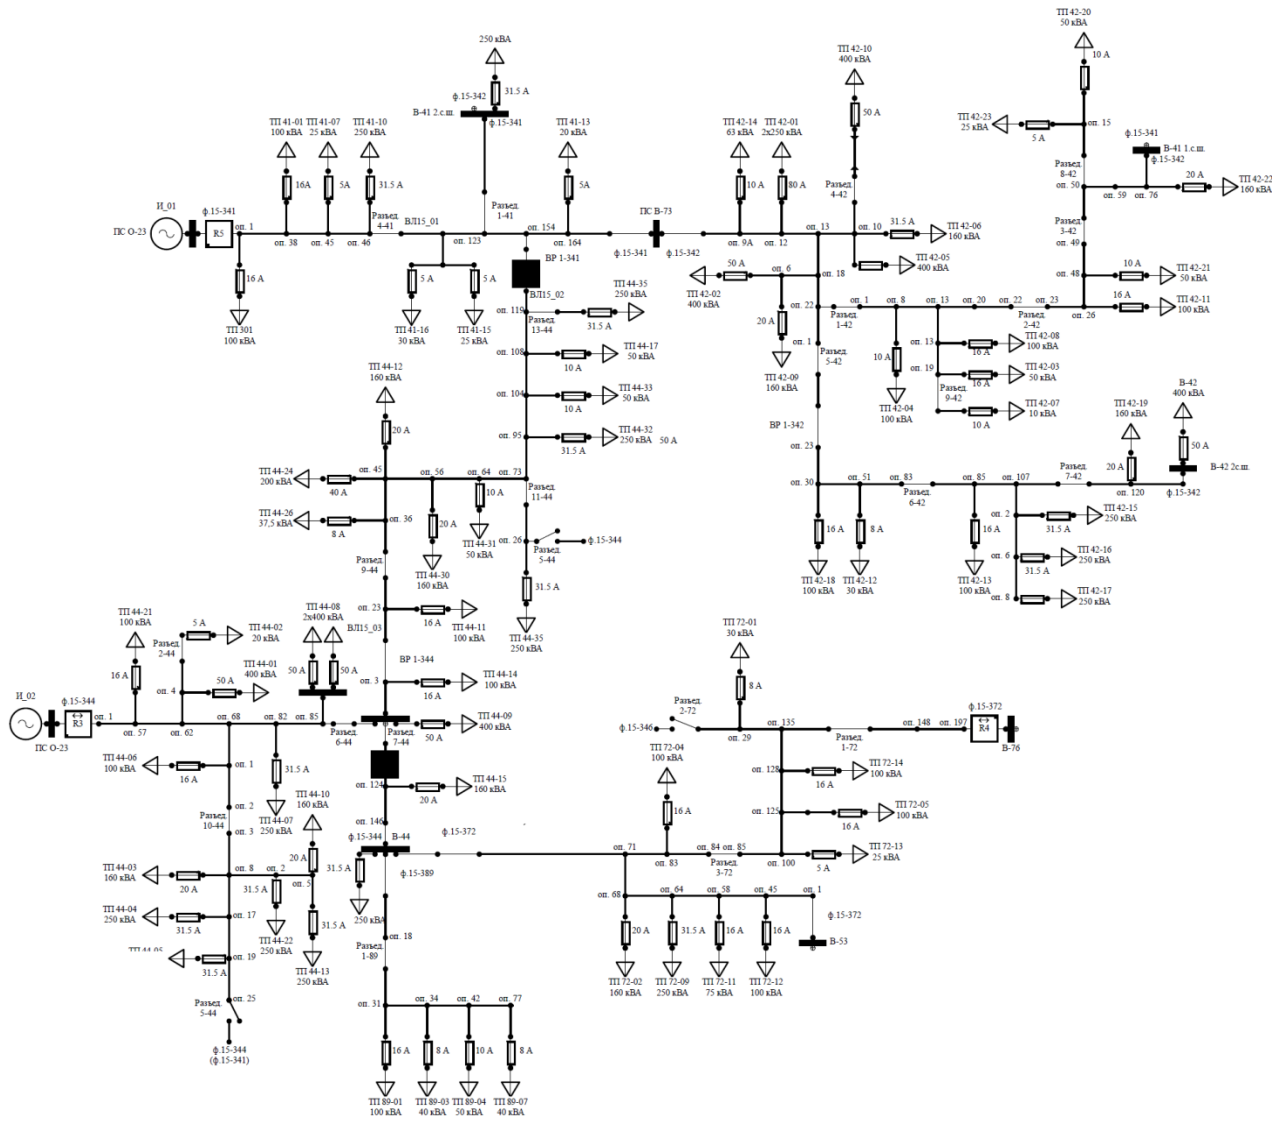 250 кВА
31.5 А
ф.15-342
В-41 2.с.ш.
ф.15-341
ТП 41-01
100 кВА
ТП 41-07
25 кВА
ТП 41-10
250 кВА
16А
5А
31.5 А
ТП 41-13
20 кВА
5А
И_01
ПС О-23
ф.15-341
R5
оп. 1
оп. 38
оп. 45
оп. 46
Разъед.
4-41
ВЛ15_01
оп. 123
Разъед.
1-41
оп. 154
оп. 164
ф.15-341
ПС В-73
ф.15-342
16 А
ТП 301
100 кВА
5 А
5 А
ТП 41-16
30 кВА
ТП 41-15
25 кВА
ВР 1-341
ВЛ15_02
оп. 119
Разъед.
13-44
31.5 А
ТП 44-35
250 кВА
оп. 108
10 А
ТП 44-17
50 кВА
оп. 104
10 А
ТП 44-33
50 кВА
оп. 95
31.5 А
ТП 44-32
250 кВА
50 А
ТП 42-14
63 кВА
ТП 42-01
2х250 кВА
10 А
80 А
оп. 9А
оп. 12
оп. 13
ТП 42-10
400 кВА
50 А
Разъед.
4-42
оп. 10
31.5 А
ТП 42-06
160 кВА
50 А
ТП 42-05
400 кВА
ТП 42-02
400 кВА
оп. 6
оп. 18
20 А
ТП 42-09
160 кВА
оп. 22
Разъед.
1-42
оп. 1
оп. 8
оп. 13
оп. 20
оп. 22
оп. 23
Разъед.
2-42
оп. 26
оп. 1
Разъед.
5-42
10 А
ТП 42-04
100 кВА
оп. 13
16 А
ТП 42-08
100 кВА
оп. 19
16 А
ТП 42-03
50 кВА
Разъед.
9-42
10 А
ТП 42-07
10 кВА
ТП 42-20
50 кВА
10 А
ТП 42-23
25 кВА
5 А
оп. 15
Разъед.
8-42
оп. 50
ф.15-341
В-41 1.с.ш.
ф.15-342
оп. 59
оп. 76
20 А
ТП 42-22
160 кВА
Разъед.
3-42
оп. 49
оп. 48
10 А
ТП 42-21
50 кВА
16 А
ТП 42-11
100 кВА
ВР 1-342
оп. 23
оп. 30
оп. 51
оп. 83
Разъед.
6-42
оп. 85
оп. 107
Разъед.
7-42
ТП 42-19
160 кВА
20 А
оп. 120
В-42
400 кВА
50 А
В-42 2с.ш.
ф.15-342
16 А
ТП 42-18
100 кВА
8 А
ТП 42-12
30 кВА
16 А
ТП 42-13
100 кВА
оп. 2
31.5 А
ТП 42-15
250 кВА
оп. 6
31.5 А
ТП 42-16
250 кВА
оп. 8
ТП 42-17
250 кВА
ТП 44-12
160 кВА
20 А
ТП 44-24
200 кВА
40 А
оп. 45
оп. 56
оп. 64
оп. 73
Разъед.
11-44
ТП 44-26
37,5 кВА
8 А
оп. 36
20 А
ТП 44-30
160 кВА
10 А
ТП 44-31
50 кВА
оп. 26
Разъед.
5-44
ф.15-344
31.5 А
ТП 44-35
250 кВА
Разъед.
9-44
оп. 23
16 А
ТП 44-11
100 кВА
ВЛ15_03
ВР 1-344
оп. 3
16 А
ТП 44-14
100 кВА
ТП 44-21
100 кВА
16 А
5 А
ТП 44-02
20 кВА
Разъед.
2-44
оп. 4
50 А
ТП 44-01
400 кВА
ТП 44-08
2х400 кВА
50 А
50 А
И_02
ПС О-23
ф.15-344
R3
оп. 1
оп. 57
оп. 62
оп. 68
оп. 82
оп. 85
Разъед.
6-44
Разъед.
7-44
50 А
ТП 44-09
400 кВА
ТП 44-06
100 кВА
16 А
оп. 1
31.5 А
ТП 44-07
250 кВА
оп. 2
Разъед.
10-44
оп. 3
ТП 44-10
160 кВА
20 А
ТП 44-03
160 кВА
20 А
оп. 8
оп. 2
оп. 5
31.5 А
ТП 44-22
250 кВА
31.5 А
ТП 44-13
250 кВА
ТП 44-04
250 кВА
31.5 А
оп. 17
31.5 А
оп. 19
оп. 25
Разъед.
5-44
ф.15-344
(ф.15-341)
оп. 124
20 А
ТП 44-15
160 кВА
оп. 146
ф.15-344
В-44
ф.15-372
31.5 А
250 кВА
ф.15-389
оп. 18
Разъед.
1-89
оп. 31
оп. 34
оп. 42
оп. 77
16 А
8 А
10 А
8 А
ТП 89-01
100 кВА
ТП 89-03
40 кВА
ТП 89-04
50 кВА
ТП 89-07
40 кВА
ТП 72-01
30 кВА
8 А
Разъед.
2-72
ф.15-346
оп. 29
оп. 135
Разъед.
1-72
оп. 148
оп. 197
ф.15-372
R4
В-76
ТП 72-04
100 кВА
16 А
оп. 128
16 А
ТП 72-14
100 кВА
оп. 125
16 А
ТП 72-05
100 кВА
оп. 71
оп. 83
оп. 84
оп. 85
Разъед.
3-72
оп. 100
5 А
ТП 72-13
25 кВА
оп. 68
оп. 64
оп. 58
оп. 45
оп. 1
ф.15-372
В-53
20 А
31.5 А
16 А
16 А
ТП 72-02
160 кВА
ТП 72-09
250 кВА
ТП 72-11
75 кВА
ТП 72-12
100 кВА